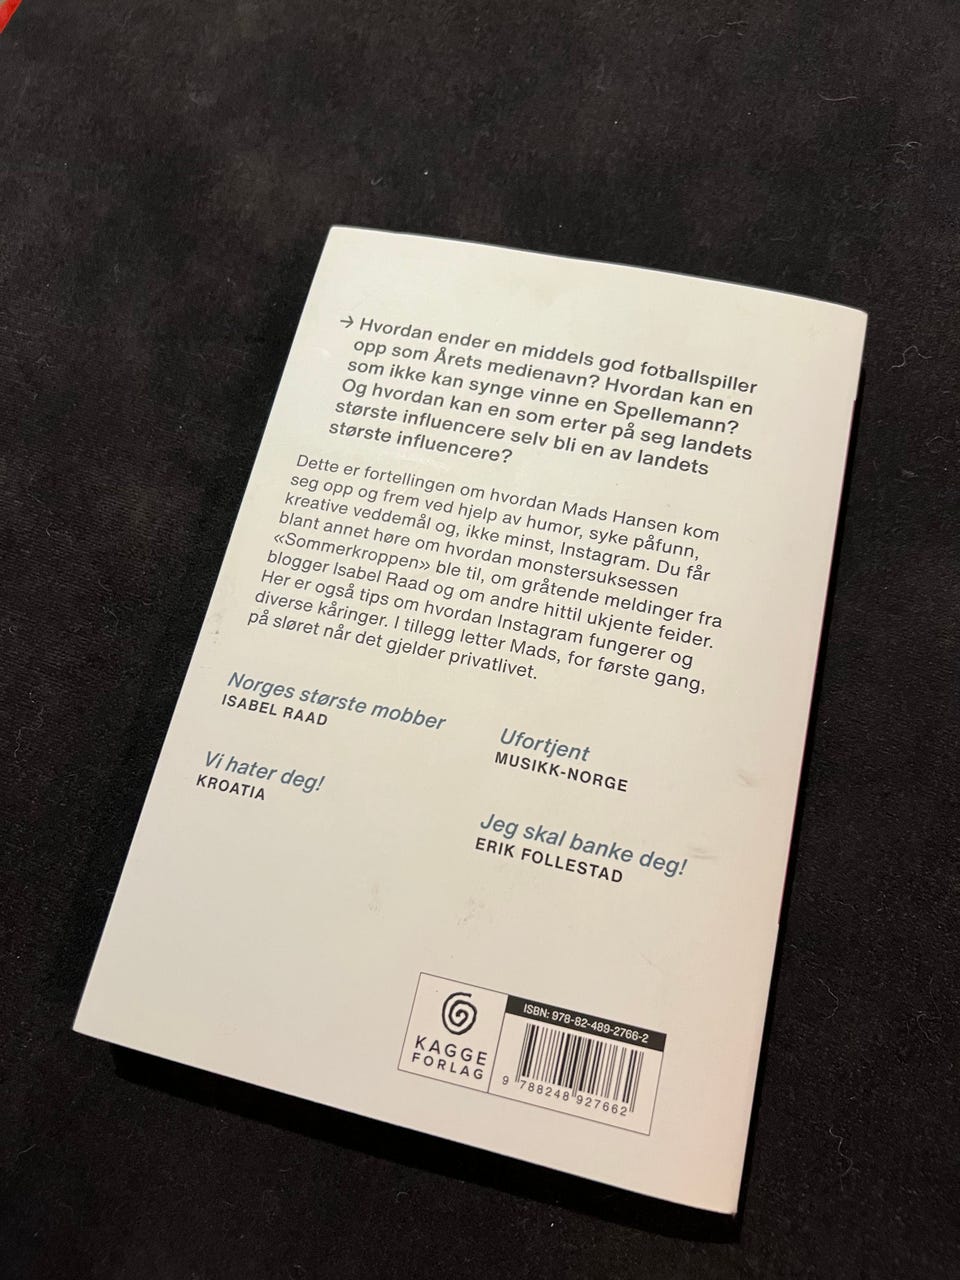 → Hvordan ender en middels god fotballspiller
opp som Årets medienavn? Hvordan kan en
som ikke kan synge vinne en Spellemann?
Og hvordan kan en som erter på seg landets
største influencere selv bli en av landets
største influencere?
Dette er fortellingen om hvordan Mads Hansen kom
seg opp og frem ved hjelp av humor, syke påfunn,
kreative veddemål og, ikke minst, Instagram. Du får
blant annet høre om hvordan monstersuksessen
«Sommerkroppen» ble til, om gråtende meldinger fra
blogger Isabel Raad og om andre hittil ukjente feider.
Her er også tips om hvordan Instagram fungerer og
diverse kåringer. I tillegg letter Mads, for første gang,
på sløret når det gjelder privatlivet.
Norges største mobber
ISABEL RAAD
Ufortjent
MUSIKK-NORGE
Vi hater deg!
KROATIA
Jeg skal banke deg!
ERIK FOLLESTAD
KAGGE
FORLAG
ISBN: 978-82-489-2766-2
9 788248 927662